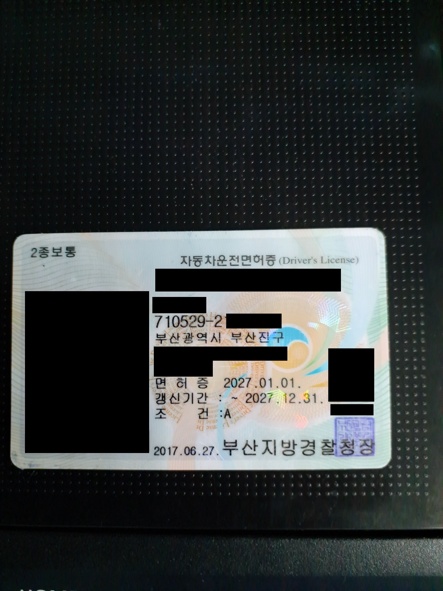 2종보통
자동차운전면허증 (Driver's License)
710529-2
부산광역시 부산진구
면 허 증 2027.01.01.
갱신기간 : ~ 2027.12.31.
조 건 :A
2017.06.27. 부산지방경찰청장